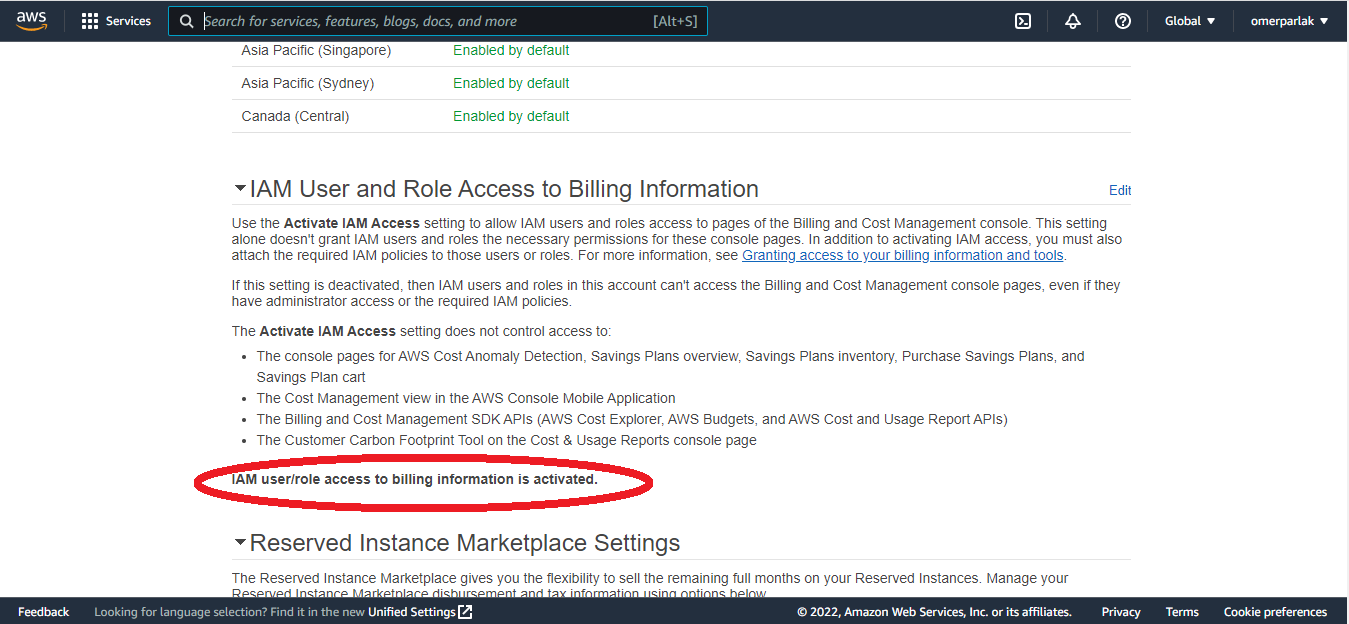 aws
Services
Search for services, features, blogs, docs, and more
[Alt+S]
Global
omerparlak
Asia Pacific (Singapore) Enabled by default
Asia Pacific (Sydney) Enabled by default
Canada (Central) Enabled by default
IAM User and Role Access to Billing Information
Edit
Use the Activate IAM Access setting to allow IAM users and roles access to pages of the Billing and Cost Management console. This setting
alone doesn't grant IAM users and roles the necessary permissions for these console pages. In addition to activating IAM access, you must also
attach the required IAM policies to those users or roles. For more information, see Granting access to your billing information and tools.
If this setting is deactivated, then IAM users and roles in this account can't access the Billing and Cost Management console pages, even if they
have administrator access or the required IAM policies.
The Activate IAM Access setting does not control access to:
• The console pages for AWS Cost Anomaly Detection, Savings Plans overview, Savings Plans inventory, Purchase Savings Plans, and
Savings Plan cart
• The Cost Management view in the AWS Console Mobile Application
• The Billing and Cost Management SDK APIs (AWS Cost Explorer, AWS Budgets, and AWS Cost and Usage Report APIs)
• The Customer Carbon Footprint Tool on the Cost & Usage Reports console page
IAM user/role access to billing information is activated.
Reserved Instance Marketplace Settings
The Reserved Instance Marketplace gives you the flexibility to sell the remaining full months on your Reserved Instances. Manage your
Reserved Instance Marketplace disbursement and tax information using options below.
Feedback
Looking for language selection? Find it in the new Unified Settings
© 2022, Amazon Web Services, Inc. or its affiliates.
Privacy
Terms
Cookie preferences